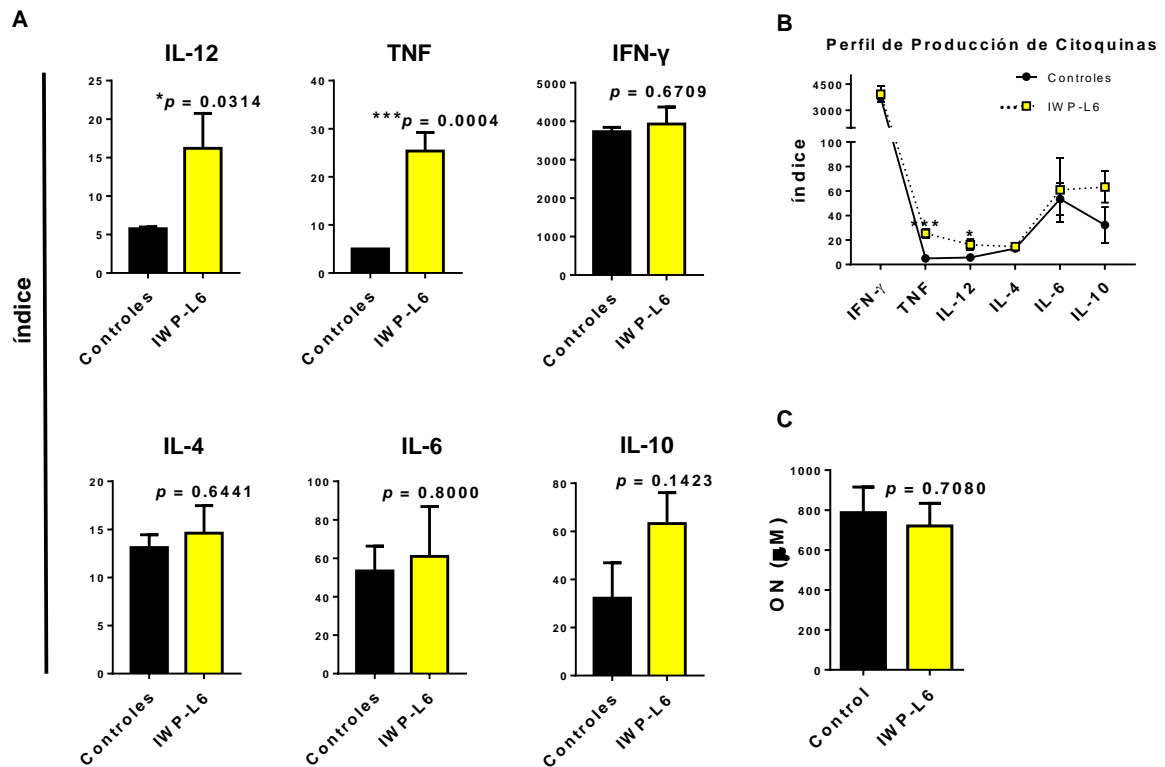 A
IL-12
25
20
15
10
5
0
*p = 0.0314
Controles
IWP-L6
TNF
40
30
20
10
0
***p = 0.0004
Controles
IWP-L6
IFN-γ
5000
4000
3000
2000
1000
0
p = 0.6709
Controles
IWP-L6
índice
IL-4
20
15
10
5
0
p = 0.6441
Controles
IWP-L6
IL-6
100
80
60
40
20
0
p = 0.8000
Controles
IWP-L6
IL-10
80
60
40
20
0
p = 0.1423
Controles
IWP-L6
B
Perfil de Producción de Citoquinas
Controles
IWP-L6
índice
4500
3000
100
80
60
40
20
0
***
*
IFN-γ
TNF
IL-12
IL-4
IL-6
IL-10
C
ON (μM)
1000
800
600
400
200
0
p = 0.7080
Control
IWP-L6